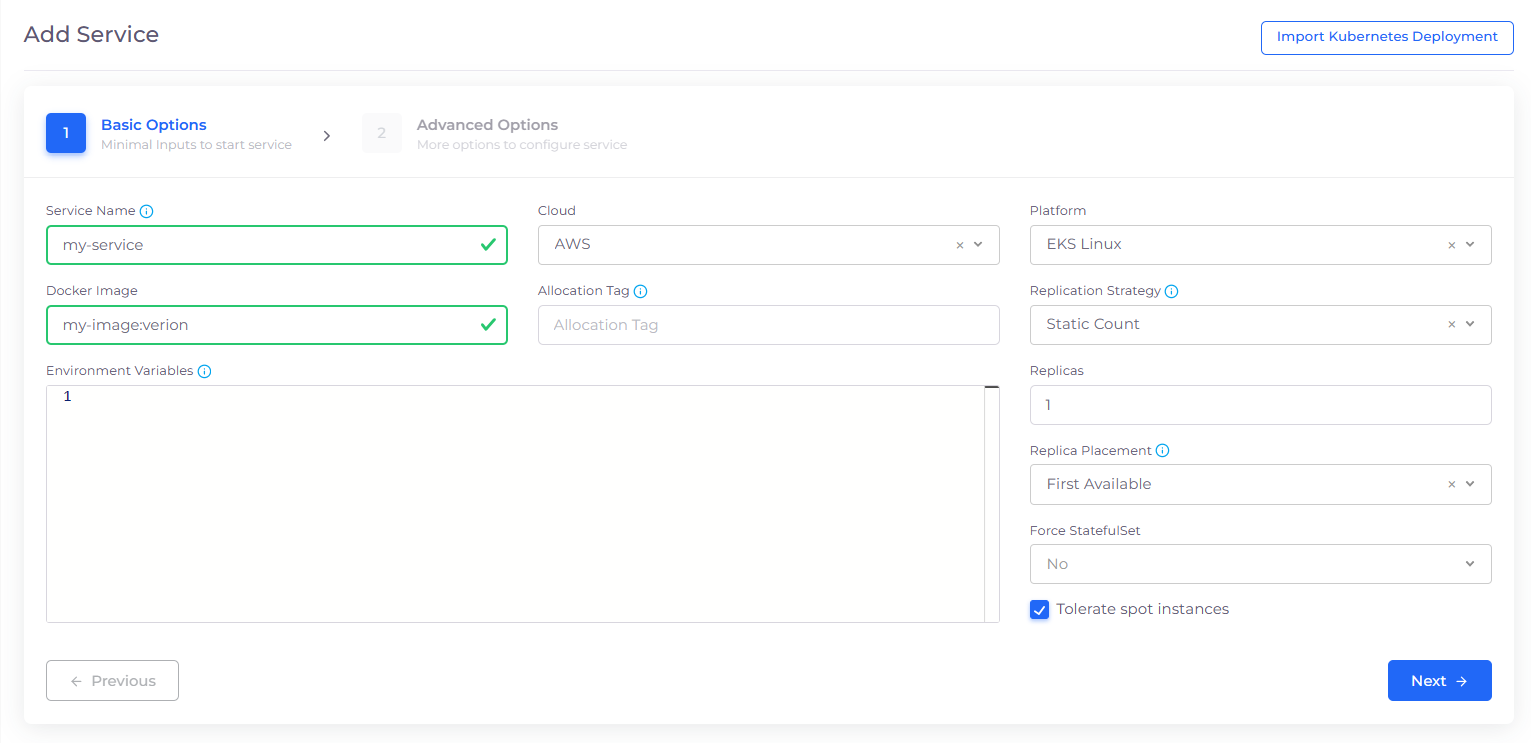 Add Service
Import Kubernetes Deployment
1
Basic Options
Minimal Inputs to start service
2
Advanced Options
More options to configure service
Service Name
my-service
Cloud
AWS
Platform
EKS Linux
Docker Image
my-image:verion
Allocation Tag
Allocation Tag
Replication Strategy
Static Count
Environment Variables
1
Replicas
1
Replica Placement
First Available
Force StatefulSet
No
Tolerate spot instances
Previous
Next